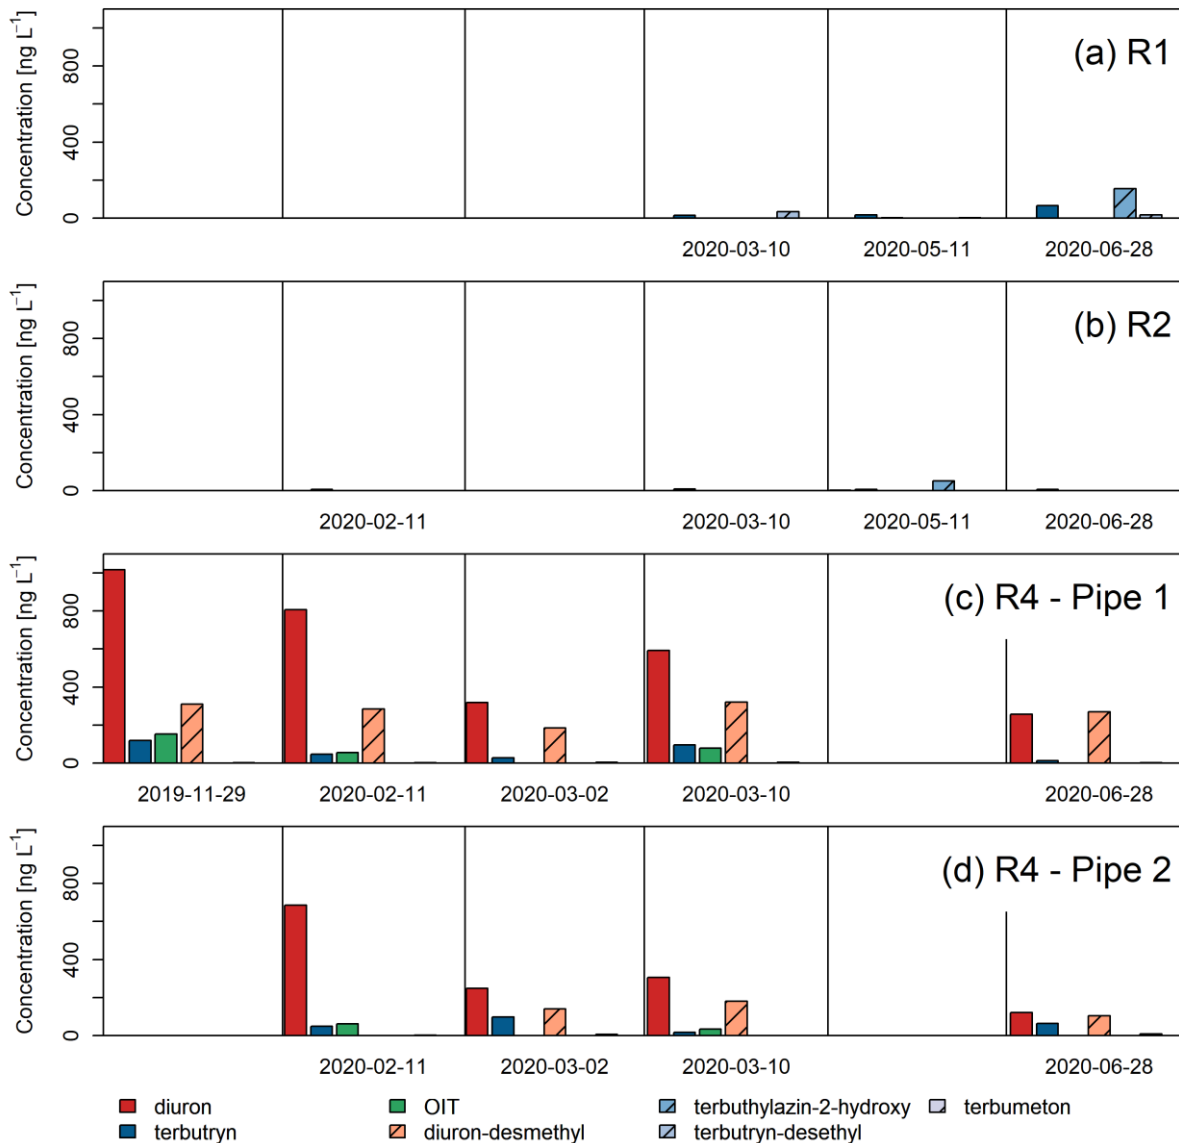 (a) R1
Concentration [ng L⁻¹]
800
400
0
2020-03-10 2020-05-11 2020-06-28
(b) R2
Concentration [ng L⁻¹]
800
400
0
2020-02-11 2020-03-10 2020-05-11 2020-06-28
(c) R4 - Pipe 1
Concentration [ng L⁻¹]
800
400
0
2019-11-29 2020-02-11 2020-03-02 2020-03-10 2020-06-28
(d) R4 - Pipe 2
Concentration [ng L⁻¹]
800
400
0
2020-02-11 2020-03-02 2020-03-10 2020-06-28
diuron OIT terbuthylazin-2-hydroxy terbumeton
terbutryn diuron-desmethyl terbutryn-desethyl